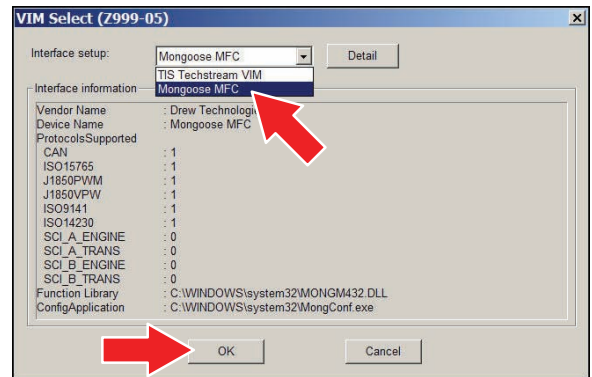 VIM Select (Z999-05)
Interface setup: Mongoose MFC Detail
TIS Techstream VIM
Mongoose MFC
Interface information
Vendor Name : Drew Technologi
Device Name : Mongoose MFC
ProtocolsSupported
CAN : 1
ISO15765 : 1
J1850PWM : 1
J1850VPW : 1
ISO9141 : 1
ISO14230 : 1
SCI_A_ENGINE : 0
SCI_A_TRANS : 0
SCI_B_ENGINE : 0
SCI_B_TRANS : 0
Function Library : C:\WINDOWS\system32\MONGM432.DLL
ConfigApplication : C:\WINDOWS\system32\MongConf.exe
OK Cancel